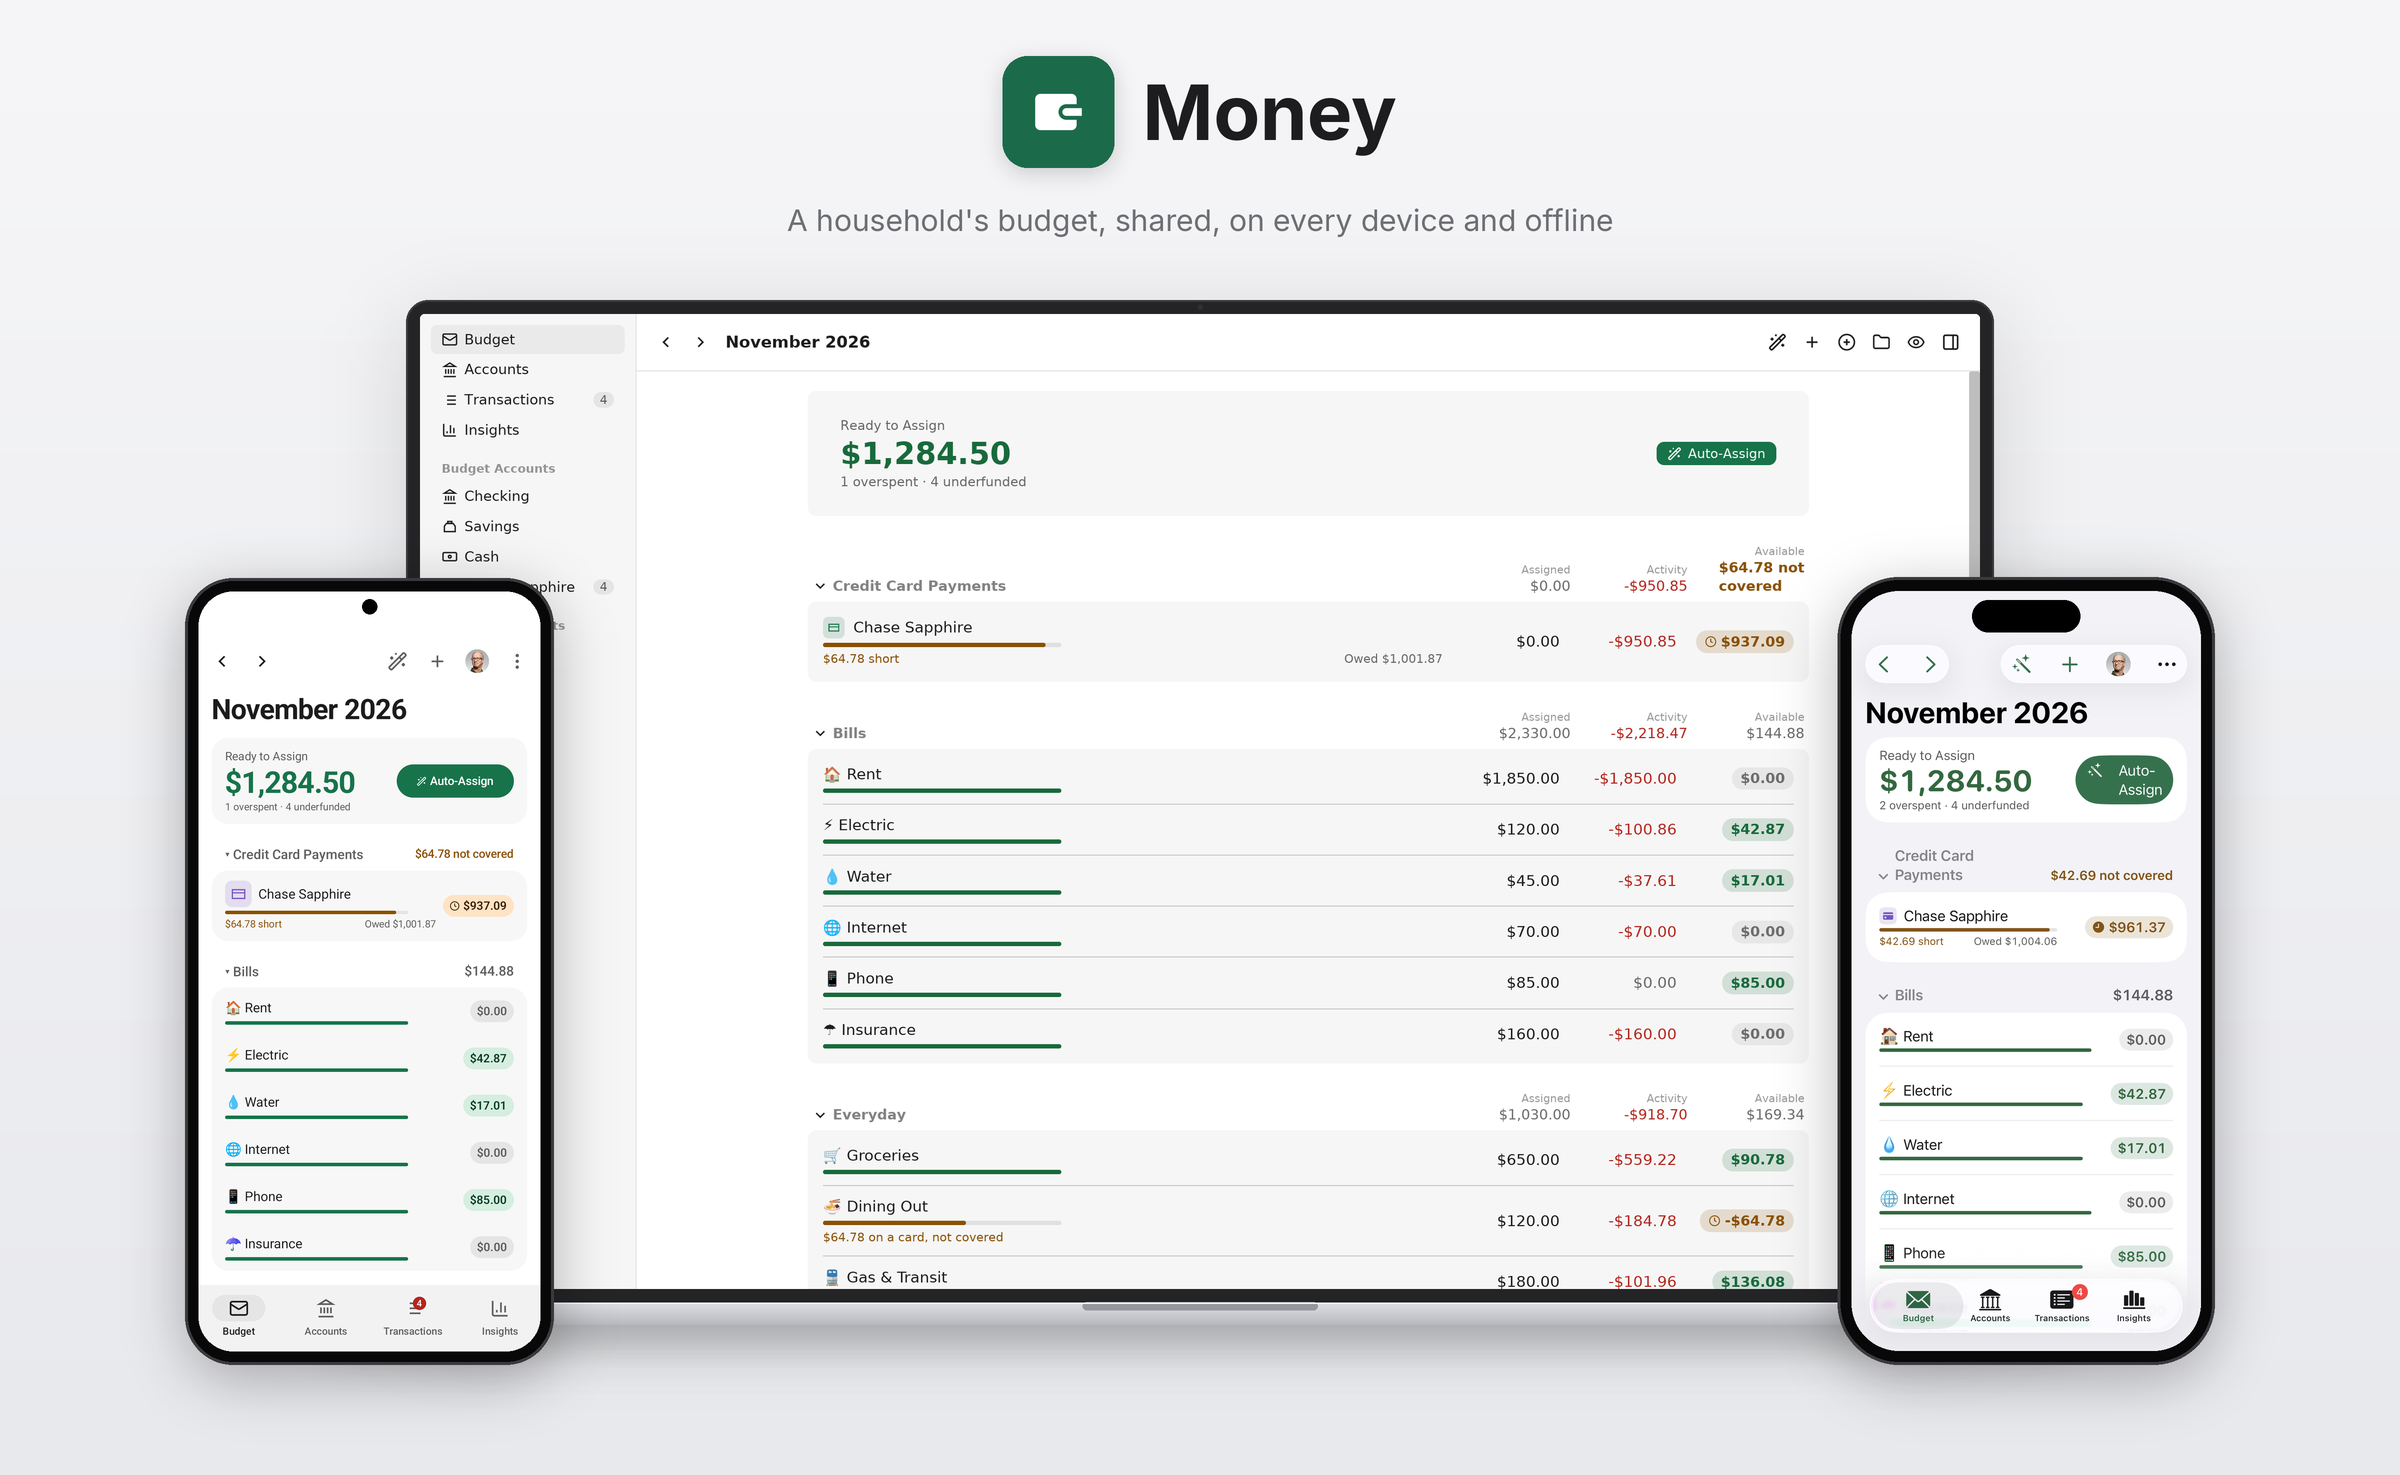 Money
A household's budget, shared, on every device and offline
Budget
Accounts
Transactions 4
Insights
Budget Accounts
Checking
Savings
Cash
4
November 2026
Ready to Assign
$1,284.50
1 overspent · 4 underfunded
Auto-Assign
Credit Card Payments
Assigned
$0.00
Activity
-$950.85
Available
$64.78 not
covered
Chase Sapphire
$64.78 short
Owed $1,001.87
$0.00 -$950.85 $937.09
Bills
Assigned Activity Available
$2,330.00 -$2,218.47 $144.88
Rent $1,850.00 -$1,850.00 $0.00
Electric $120.00 -$100.86 $42.87
Water $45.00 -$37.61 $17.01
Internet $70.00 -$70.00 $0.00
Phone $85.00 $0.00 $85.00
Insurance $160.00 -$160.00 $0.00
Everyday
Assigned Activity Available
$1,030.00 -$918.70 $169.34
Groceries $650.00 -$559.22 $90.78
Dining Out $120.00 -$184.78 -$64.78
$64.78 on a card, not covered
Gas & Transit $180.00 -$101.96 $136.08
November 2026
Ready to Assign
$1,284.50
1 overspent · 4 underfunded
Auto-Assign
Credit Card Payments $64.78 not covered
Chase Sapphire
$937.09
$64.78 short Owed $1,001.87
Bills $144.88
Rent $0.00
Electric $42.87
Water $17.01
Internet $0.00
Phone $85.00
Insurance $0.00
4
Budget Accounts Transactions Insights
November 2026
Ready to Assign
$1,284.50
2 overspent · 4 underfunded
Auto-
Assign
Credit Card
Payments $42.69 not covered
Chase Sapphire
$961.37
$42.69 short Owed $1,004.06
Bills $144.88
Rent $0.00
Electric $42.87
Water $17.01
Internet $0.00
Phone $85.00
4
Budget Accounts Transactions Insights